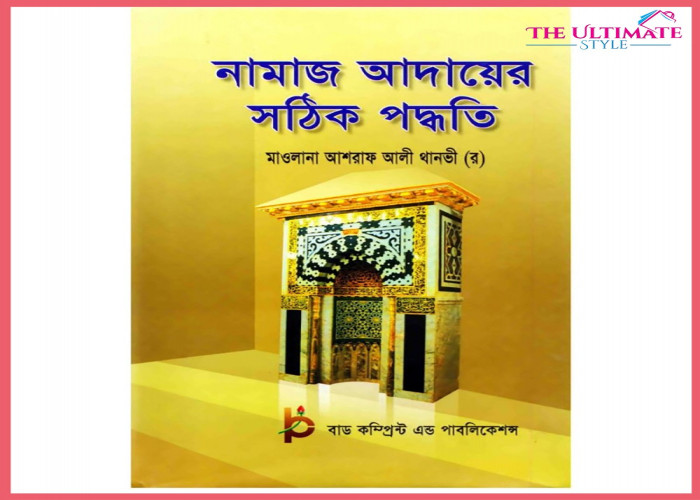 THE ULTIMATE
STYLE
নামাজ আদায়ের
সঠিক পদ্ধতি
মাওলানা আশরাফ আলী থানভী (র)
বাড কম্প্রিন্ট এন্ড পাবলিকেশন্স